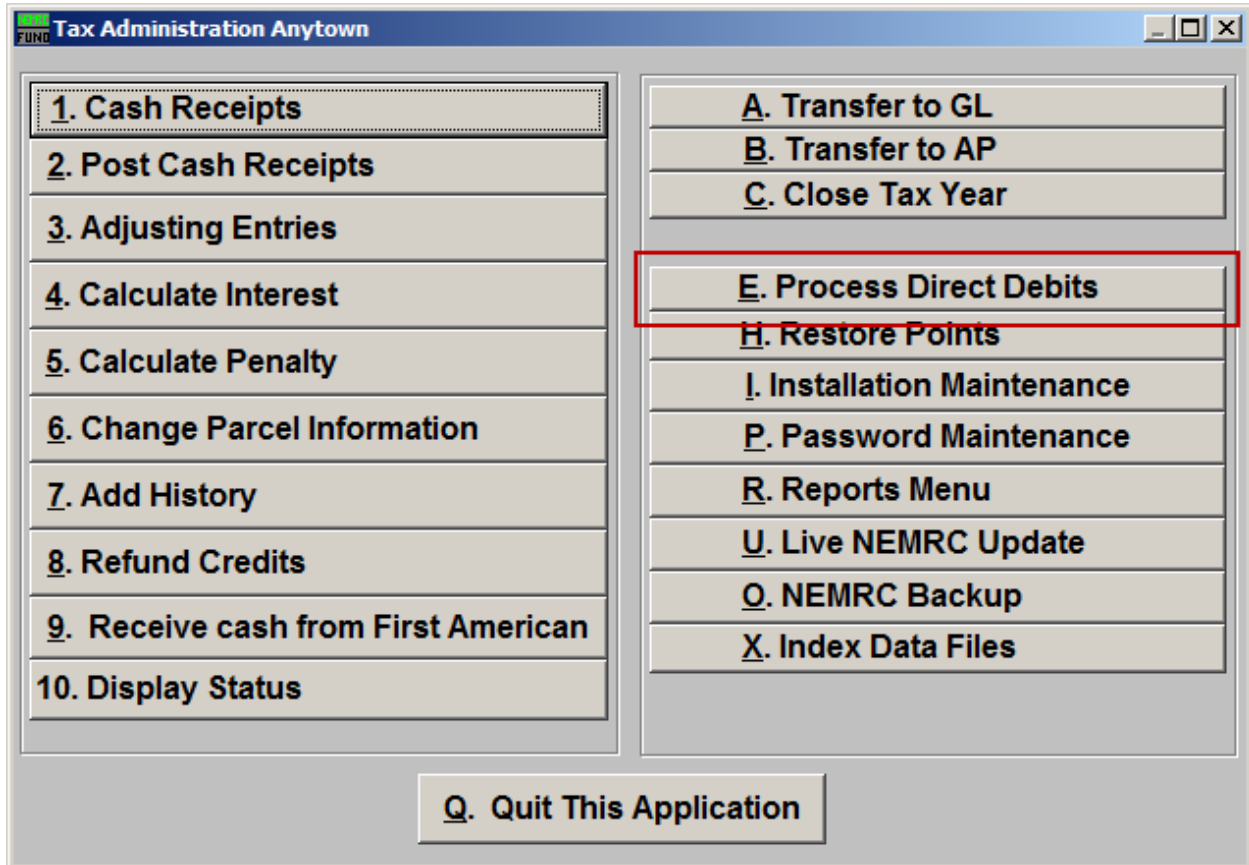 NEMRC
FUND
Tax Administration Anytown
1. Cash Receipts
2. Post Cash Receipts
3. Adjusting Entries
4. Calculate Interest
5. Calculate Penalty
6. Change Parcel Information
7. Add History
8. Refund Credits
9. Receive cash from First American
10. Display Status
A. Transfer to GL
B. Transfer to AP
C. Close Tax Year
E. Process Direct Debits
H. Restore Points
I. Installation Maintenance
P. Password Maintenance
R. Reports Menu
U. Live NEMRC Update
O. NEMRC Backup
X. Index Data Files
Q. Quit This Application